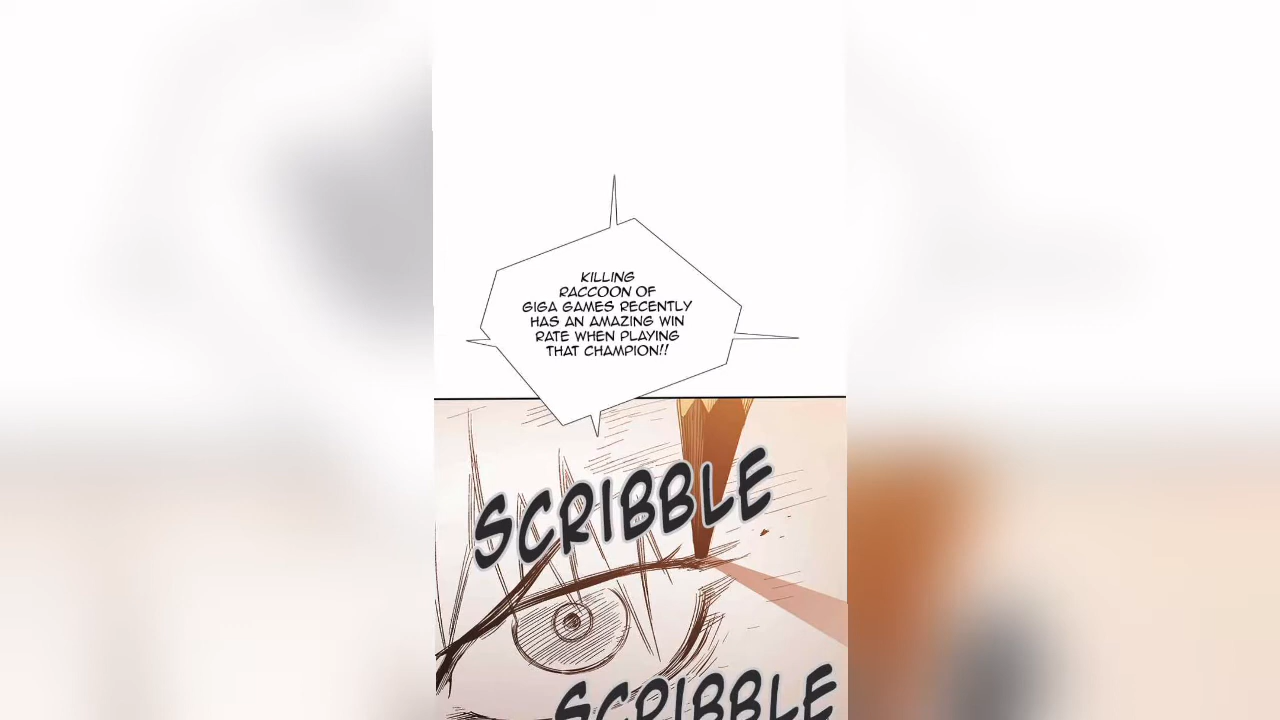 KILLING
RACCOON OF
GIGA GAMES RECENTLY
HAS AN AMAZING WIN
RATE WHEN PLAYING
THAT CHAMPION!!
SCRIBBLE
SCRIBBLE